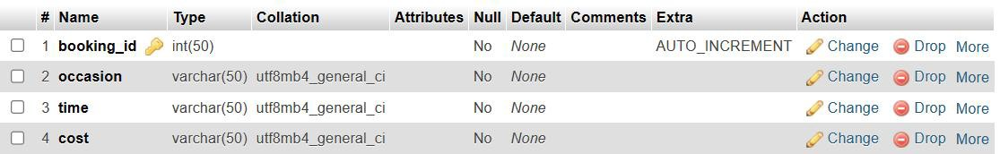 # Name Type Collation Attributes Null Default Comments Extra Action
1 booking_id int(50) No None AUTO_INCREMENT Change Drop More
2 occasion varchar(50) utf8mb4_general_ci No None Change Drop More
3 time varchar(50) utf8mb4_general_ci No None Change Drop More
4 cost varchar(50) utf8mb4_general_ci No None Change Drop More